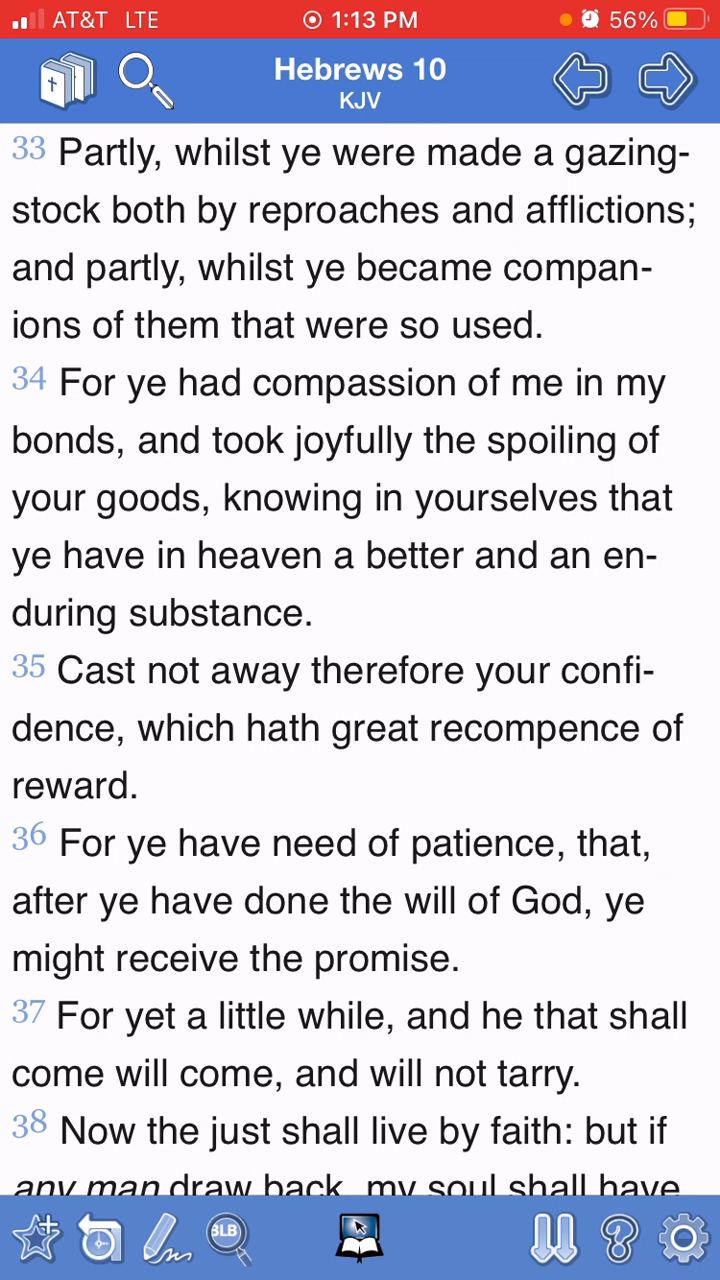 AT&T LTE 1:13 PM 56%
Hebrews 10
KJV
33 Partly, whilst ye were made a gazing-
stock both by reproaches and afflictions;
and partly, whilst ye became compan-
ions of them that were so used.
34 For ye had compassion of me in my
bonds, and took joyfully the spoiling of
your goods, knowing in yourselves that
ye have in heaven a better and an en-
during substance.
35 Cast not away therefore your confi-
dence, which hath great recompence of
reward.
36 For ye have need of patience, that,
after ye have done the will of God, ye
might receive the promise.
37 For yet a little while, and he that shall
come will come, and will not tarry.
38 Now the just shall live by faith: but if
any man draw back, my soul shall have
BLB